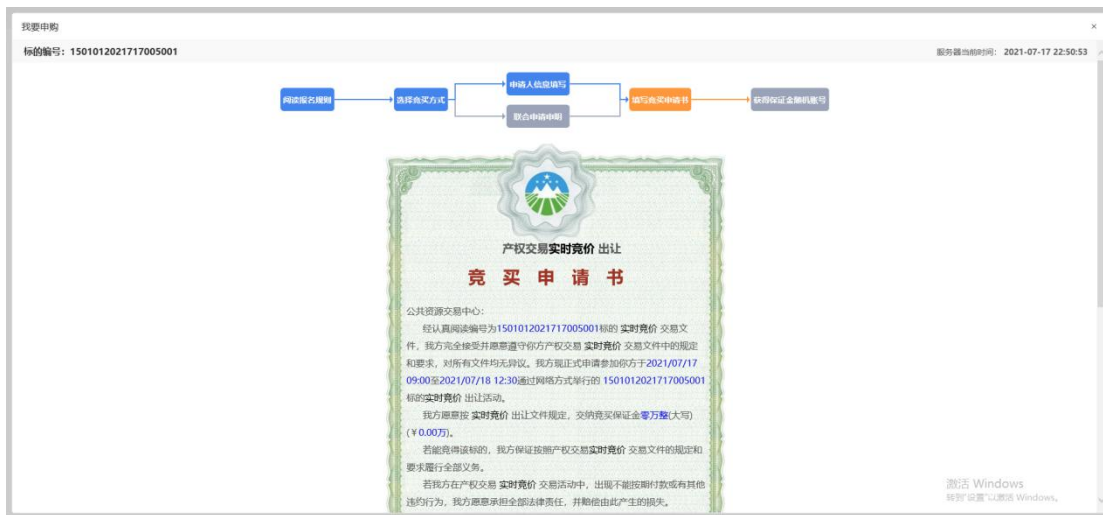 我要申购
×
标的编号：1501012021717005001
服务器当前时间： 2021-07-17 22:50:53
阅读报名规则
选择竞买方式
申请人信息填写
联合申请申明
填写竞买申请书
获得保证金随机账号
产权交易实时竞价 出让
竞 买 申 请 书
公共资源交易中心：
经认真阅读编号为1501012021717005001标的 实时竞价 交易文
件，我方完全接受并愿意遵守你方产权交易 实时竞价 交易文件中的规定
和要求，对所有文件均无异议。我方现正式申请参加你方于2021/07/17
09:00至2021/07/18 12:30通过网络方式举行的 1501012021717005001
标的实时竞价 出让活动。
我方愿意按 实时竞价 出让文件规定，交纳竞买保证金零万整(大写)
(￥0.00万)。
若能竞得该标的，我方保证按照产权交易实时竞价 交易文件的规定和
要求履行全部义务。
若我方在产权交易 实时竞价 交易活动中，出现不能按期付款或有其他
违约行为，我方愿意承担全部法律责任，并赔偿由此产生的损失。
激活 Windows
转到"设置"以激活 Windows。